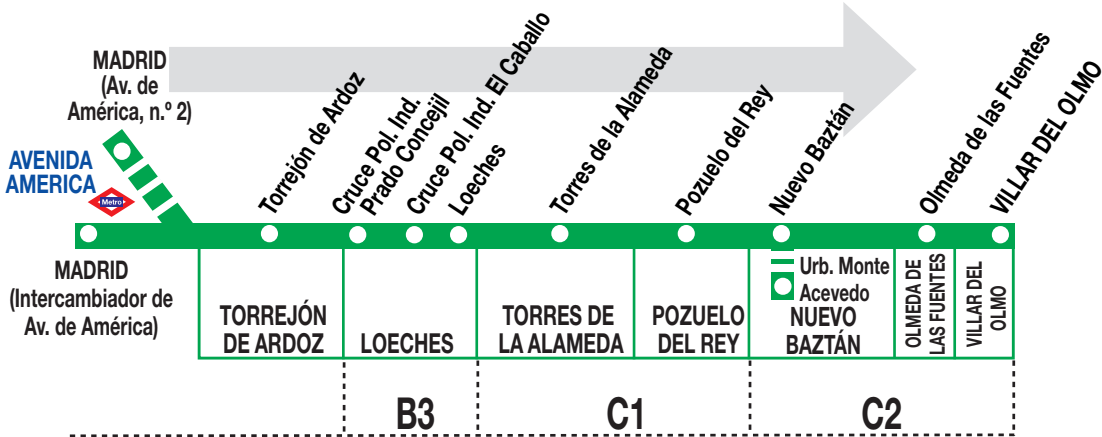 MADRID
(Av. de
América, n.º 2)
AVENIDA
AMERICA
Metro
Torrejón de Ardoz
Cruce Pol. Ind.
Prado Concejil
Cruce Pol. Ind. El Caballo
Loeches
Torres de la Alameda
Pozuelo del Rey
Nuevo Baztán
Olmeda de las Fuentes
VILLAR DEL OLMO
MADRID
(Intercambiador de
Av. de América)
Urb. Monte
Acevedo
TORREJÓN
DE ARDOZ
LOECHES
TORRES DE
LA ALAMEDA
POZUELO
DEL REY
NUEVO
BAZTÁN
OLMEDA DE
LAS FUENTES
VILLAR DEL
OLMO
B3
C1
C2